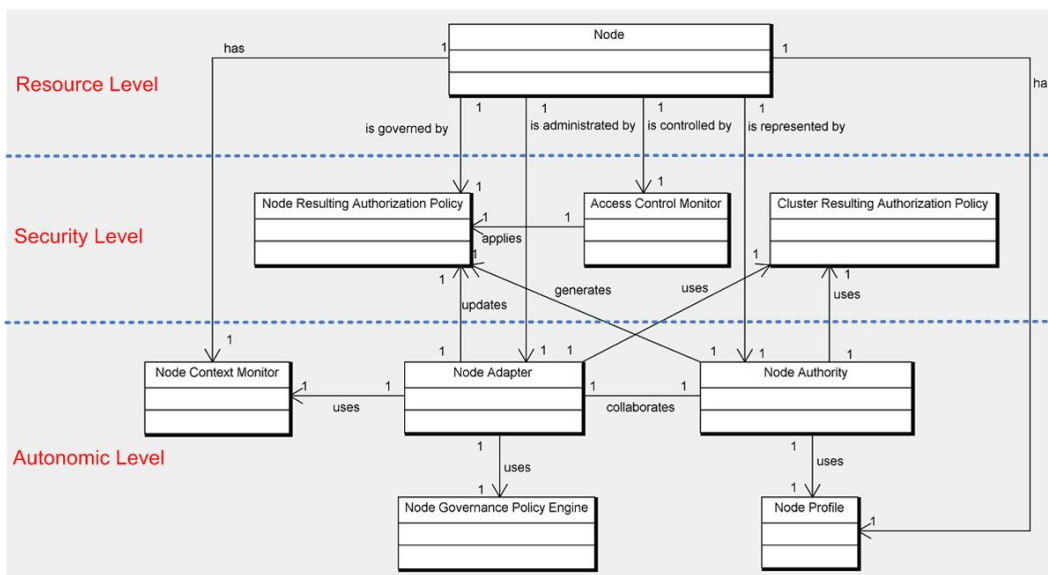 Node
has
1
1
Resource Level
ha
1
1
1
1
is governed by
is administrated by
is controlled by
is represented by
1
1
Node Resulting Authorization Policy
Access Control Monitor
Cluster Resulting Authorization Policy
Security Level
1
1
applies
1
1
1
1
generates
uses
updates
uses
1
1
1
1
1
1
1
1
Node Context Monitor
Node Adapter
Node Authority
1
1
1
1
uses
collaborates
Autonomic Level
1
1
uses
uses
1
1
Node Governance Policy Engine
Node Profile
1